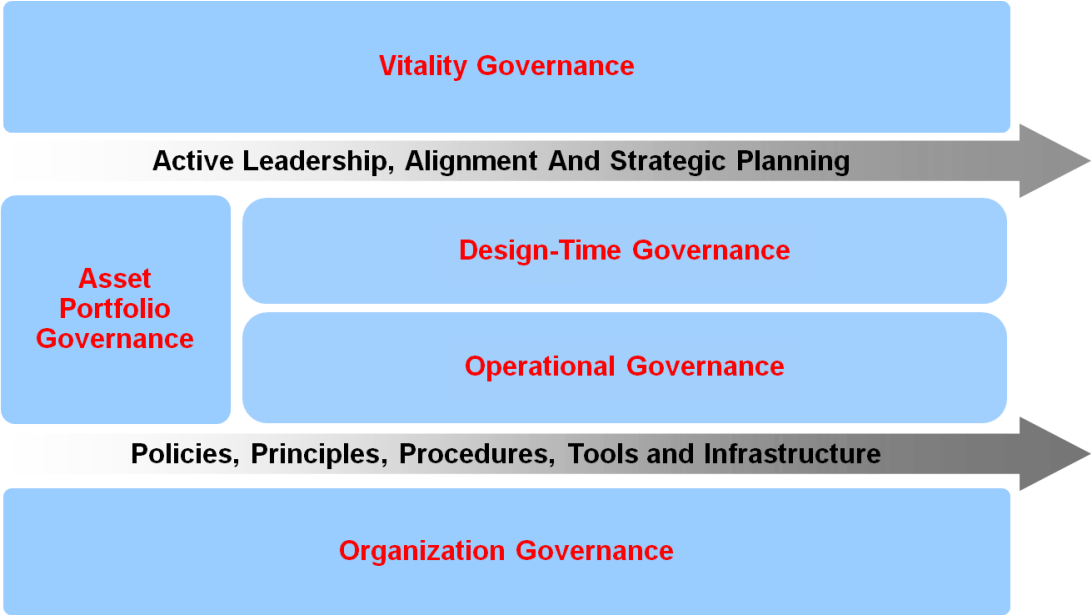 Vitality Governance
Active Leadership, Alignment And Strategic Planning
Asset
Portfolio
Governance
Design-Time Governance
Operational Governance
Policies, Principles, Procedures, Tools and Infrastructure
Organization Governance